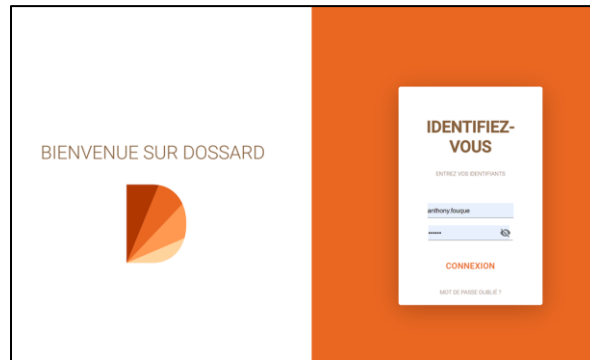 BIENVENUE SUR DOSSARD
IDENTIFIEZ-
VOUS
ENTREZ VOS IDENTIFIANTS
anthony.fouque
••••••
CONNEXION
MOT DE PASSE OUBLIÉ ?